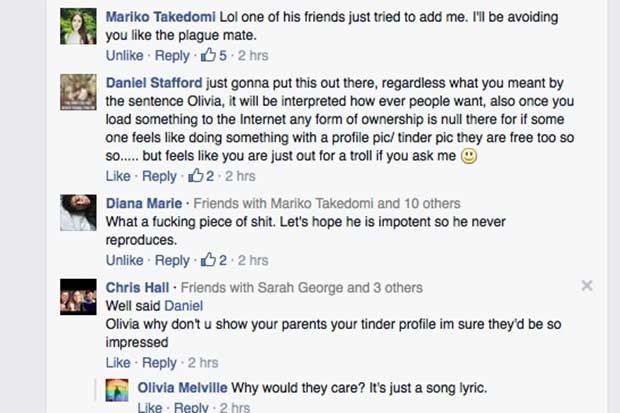 Mariko Takedomi Lol one of his friends just tried to add me. I'll be avoiding
you like the plague mate.
Unlike · Reply · 5 · 2 hrs
Daniel Stafford just gonna put this out there, regardless what you meant by
the sentence Olivia, it will be interpreted how ever people want, also once you
load something to the Internet any form of ownership is null there for if some
one feels like doing something with a profile pic/ tinder pic they are free too so
so..... but feels like you are just out for a troll if you ask me
Like · Reply · 2 · 2 hrs
Diana Marie · Friends with Mariko Takedomi and 10 others
What a fucking piece of shit. Let's hope he is impotent so he never
reproduces.
Unlike · Reply · 2 · 2 hrs
Chris Hall · Friends with Sarah George and 3 others
Well said Daniel
Olivia why don't u show your parents your tinder profile im sure they'd be so
impressed
Like · Reply · 2 hrs
Olivia Melville Why would they care? It's just a song lyric.
Like · Reply · 2 hrs